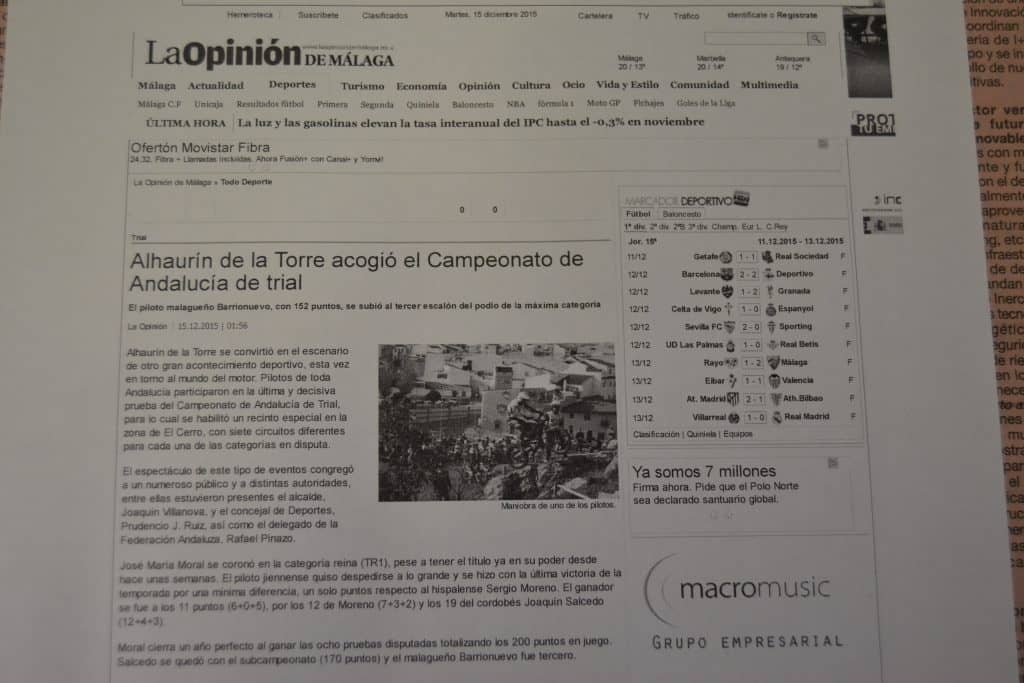 Hemeroteca Suscríbete Clasificados Martes, 15 diciembre 2015 Cartelera TV Tráfico Identifícate o Regístrate
LaOpinión DE MÁLAGA
Málaga 20 / 13º Marbella 20 / 14º Antequera 19 / 12º
Málaga Actualidad Deportes Turismo Economía Opinión Cultura Ocio Vida y Estilo Comunidad Multimedia
Málaga C.F Unicaja Resultados fútbol Primera Segunda Quiniela Baloncesto NBA fórmula 1 Moto GP Fichajes Goles de la Liga
ÚLTIMA HORA La luz y las gasolinas elevan la tasa interanual del IPC hasta el -0,3% en noviembre
Ofertón Movistar Fibra
24,32. Fibra + Llamadas Incluidas. Ahora Fusión+ con Canal+ y Yomvi!
La Opinión de Málaga » Todo Deporte
0 0
Trial
Alhaurín de la Torre acogió el Campeonato de
Andalucía de trial
El piloto malagueño Barrionuevo, con 152 puntos, se subió al tercer escalón del podio de la máxima categoría
La Opinión 15.12.2015 | 01:56
Alhaurín de la Torre se convirtió en el escenario
de otro gran acontecimiento deportivo, esta vez
en torno al mundo del motor. Pilotos de toda
Andalucía participaron en la última y decisiva
prueba del Campeonato de Andalucía de Trial,
para lo cual se habilitó un recinto especial en la
zona de El Cerro, con siete circuitos diferentes
para cada una de las categorías en disputa.
El espectáculo de este tipo de eventos congregó
a un numeroso público y a distintas autoridades,
entre ellas estuvieron presentes el alcalde,
Joaquín Villanova, y el concejal de Deportes,
Prudencio J. Ruiz, así como el delegado de la
Federación Andaluza, Rafael Pinazo.
Maniobra de uno de los pilotos.
José María Moral se coronó en la categoría reina (TR1), pese a tener el título ya en su poder desde
hace unas semanas. El piloto jiennense quiso despedirse a lo grande y se hizo con la última victoria de la
temporada por una mínima diferencia, un solo puntos respecto al hispalense Sergio Moreno. El ganador
se fue a los 11 puntos (6+0+5), por los 12 de Moreno (7+3+2) y los 19 del cordobés Joaquín Salcedo
(12+4+3).
Moral cierra un año perfecto al ganar las ocho pruebas disputadas totalizando los 200 puntos en juego.
Salcedo se quedó con el subcampeonato (170 puntos) y el malagueño Barrionuevo fue tercero.
MARCADOR DEPORTIVO
Fútbol Baloncesto
1ª div. 2ª div. 2ªB 3ª div. Champ. Eur L. C.Rey
Jor. 15ª 11.12.2015 - 13.12.2015
11/12 Getafe 1 - 1 Real Sociedad F
12/12 Barcelona 2 - 2 Deportivo F
12/12 Levante 1 - 2 Granada F
12/12 Celta de Vigo 1 - 0 Espanyol F
12/12 Sevilla FC 2 - 0 Sporting F
12/12 UD Las Palmas 1 - 0 Real Betis F
13/12 Rayo 1 - 2 Málaga F
13/12 Eibar 1 - 1 Valencia F
13/12 At. Madrid 2 - 1 Ath.Bilbao F
13/12 Villarreal 1 - 0 Real Madrid F
Clasificación | Quiniela | Equipos
Ya somos 7 millones
Firma ahora. Pide que el Polo Norte
sea declarado santuario global.
macromusic
GRUPO EMPRESARIAL